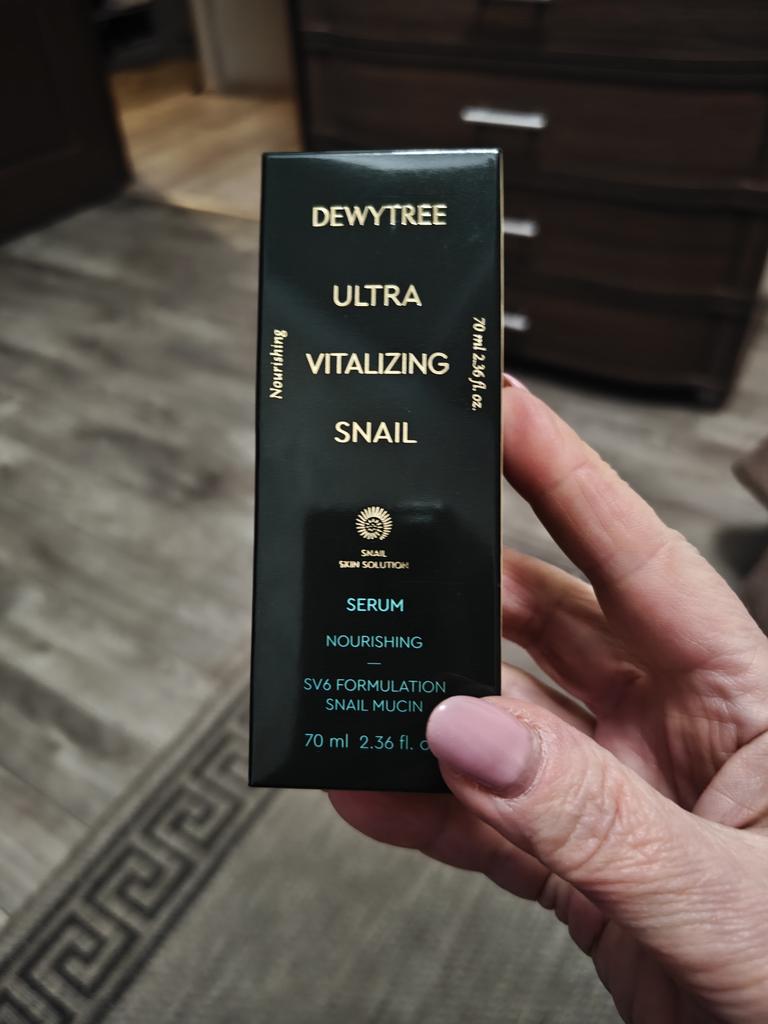 DEWYTREE
ULTRA
VITALIZING
SNAIL
Nourishing
70 ml 2.36 fl. oz.
SNAIL
SKIN SOLUTION
SERUM
NOURISHING
—
SV6 FORMULATION
SNAIL MUCIN
70 ml 2.36 fl.